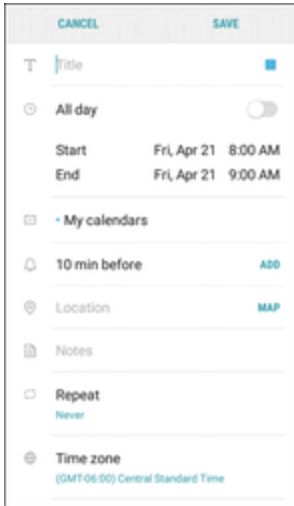 CANCEL SAVE
Title
All day
Start Fri, Apr 21 8:00 AM
End Fri, Apr 21 9:00 AM
• My calendars
10 min before ADD
Location MAP
Notes
Repeat
Never
Time zone
(GMT-06:00) Central Standard Time